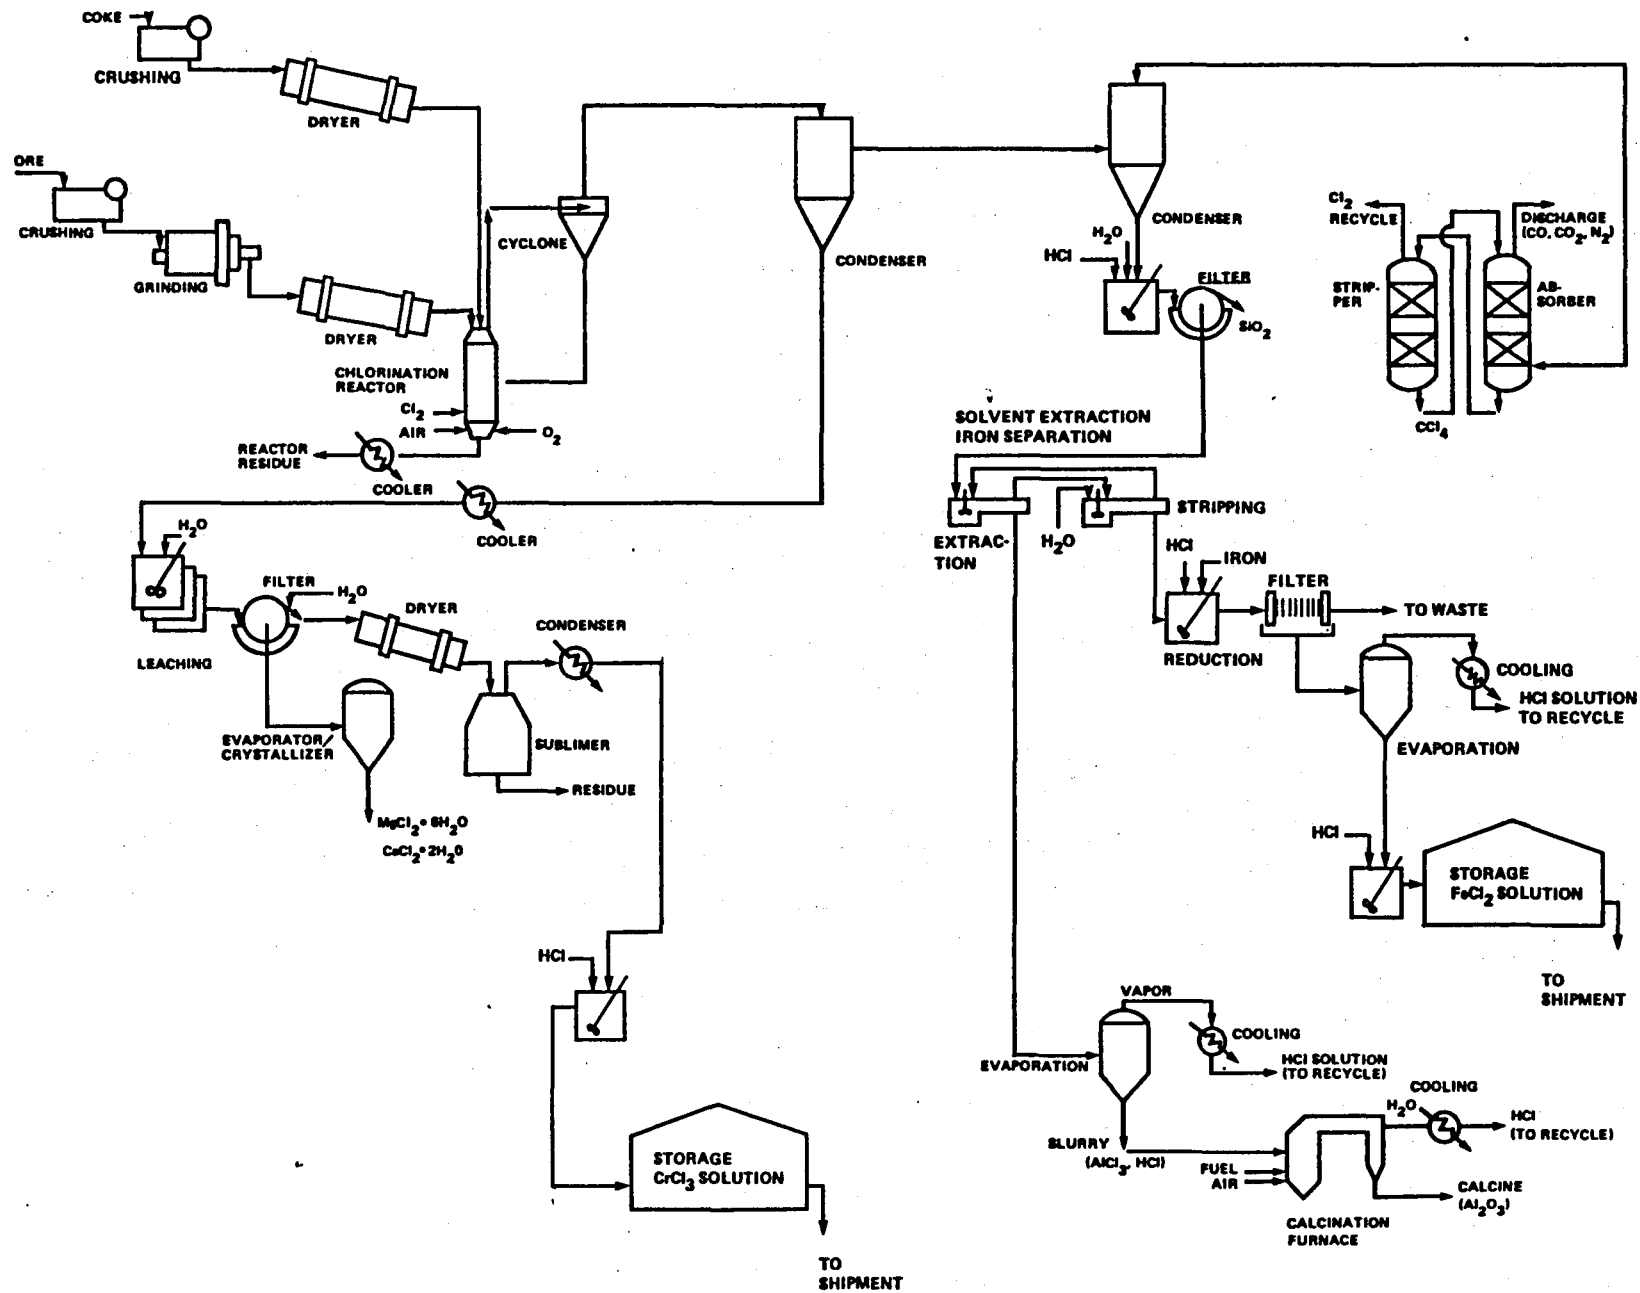 COKE
CRUSHING
DRYER
ORE
CRUSHING
GRINDING
DRYER
CHLORINATION
REACTOR
Cl2
AIR
O2
REACTOR
RESIDUE
COOLER
CYCLONE
CONDENSER
COOLER
H2O
LEACHING
FILTER
H2O
DRYER
CONDENSER
EVAPORATOR/
CRYSTALLIZER
SUBLIMER
RESIDUE
MgCl2• 6H2O
CaCl2• 2H2O
HCl
STORAGE
CrCl3 SOLUTION
TO
SHIPMENT
CONDENSER
H2O
HCl
FILTER
SiO2
Cl2
RECYCLE
DISCHARGE
(CO, CO2, N2)
STRIP-
PER
AB-
SORBER
CCl4
SOLVENT EXTRACTION
IRON SEPARATION
EXTRAC-
TION
H2O
STRIPPING
HCl
IRON
FILTER
TO WASTE
REDUCTION
COOLING
HCl SOLUTION
TO RECYCLE
EVAPORATION
HCl
STORAGE
FeCl2 SOLUTION
TO
SHIPMENT
VAPOR
COOLING
EVAPORATION
HCl SOLUTION
(TO RECYCLE)
SLURRY
(AlCl3, HCl)
COOLING
H2O
HCl
(TO RECYCLE)
FUEL
AIR
CALCINE
(Al2O3)
CALCINATION
FURNACE